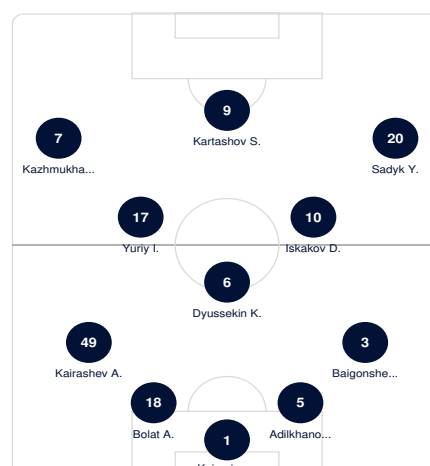 9
Kartashov S.
7
Kazhmukha...
20
Sadyk Y.
17
Yuriy I.
10
Iskakov D.
6
Dyussekin K.
49
Kairashev A.
3
Baigonshe...
18
Bolat A.
5
Adilkhano...
1